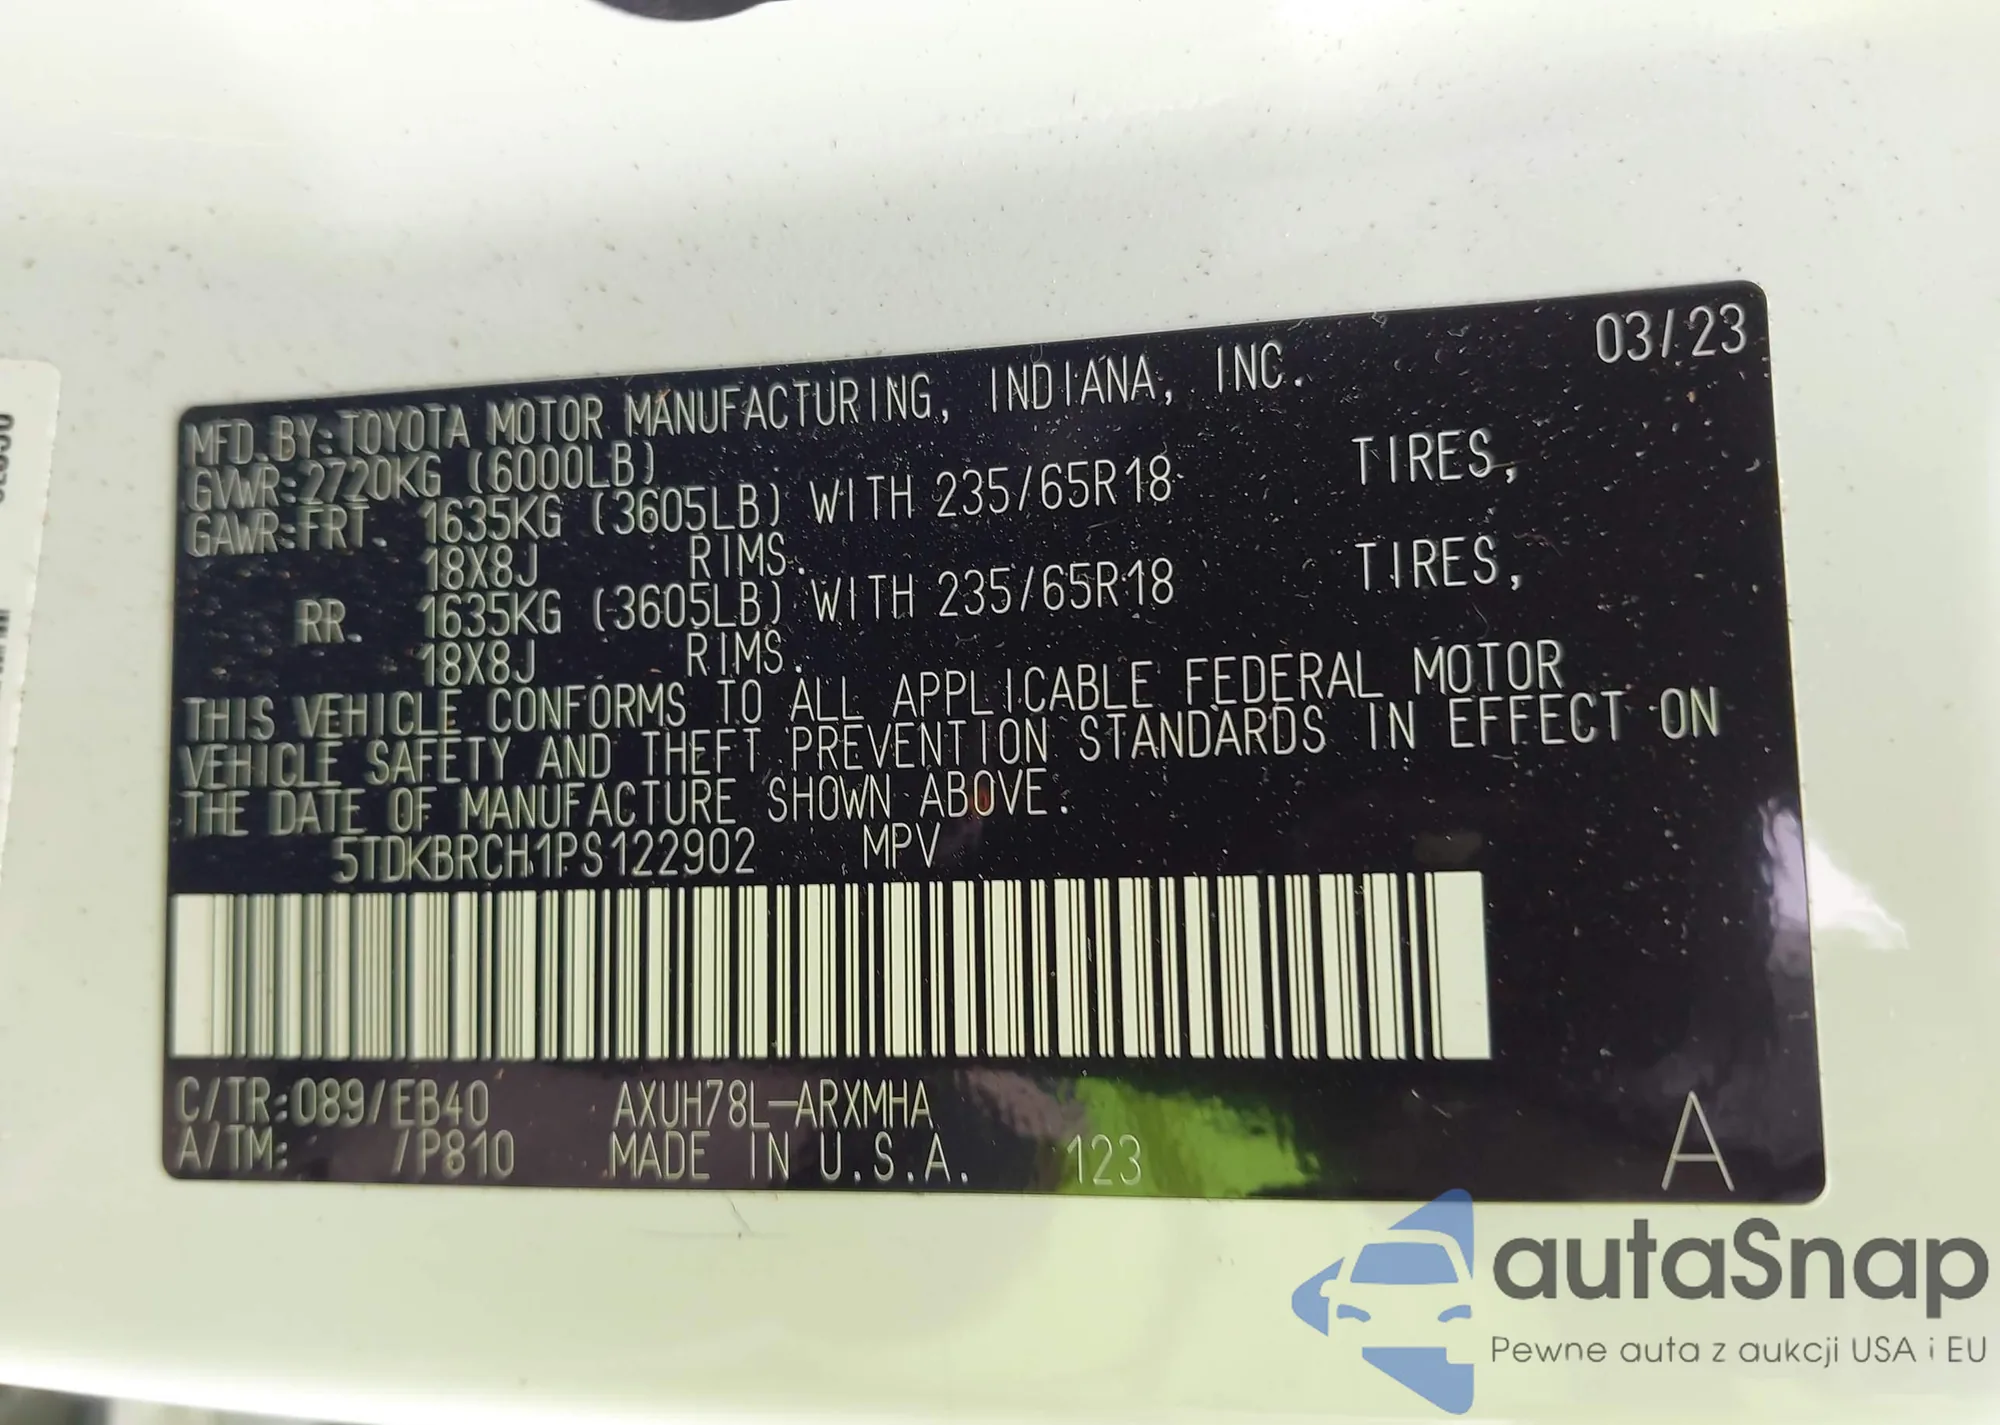 03/23
MFD.BY:TOYOTA MOTOR MANUFACTURING, INDIANA, INC.
GVWR:2720KG (6000LB)
GAWR:FRT. 1635KG (3605LB) WITH 235/65R18 TIRES,
18X8J RIMS.
RR. 1635KG (3605LB) WITH 235/65R18 TIRES,
18X8J RIMS.
THIS VEHICLE CONFORMS TO ALL APPLICABLE FEDERAL MOTOR
VEHICLE SAFETY AND THEFT PREVENTION STANDARDS IN EFFECT ON
THE DATE OF MANUFACTURE SHOWN ABOVE.
5TDKBRCH1PS122902 MPV
C/TR:089/EB40 AXUH78L-ARXMHA
A/TM: /P810 MADE IN U.S.A. 123
A
autaSnap
Pewne auta z aukcji USA i EU